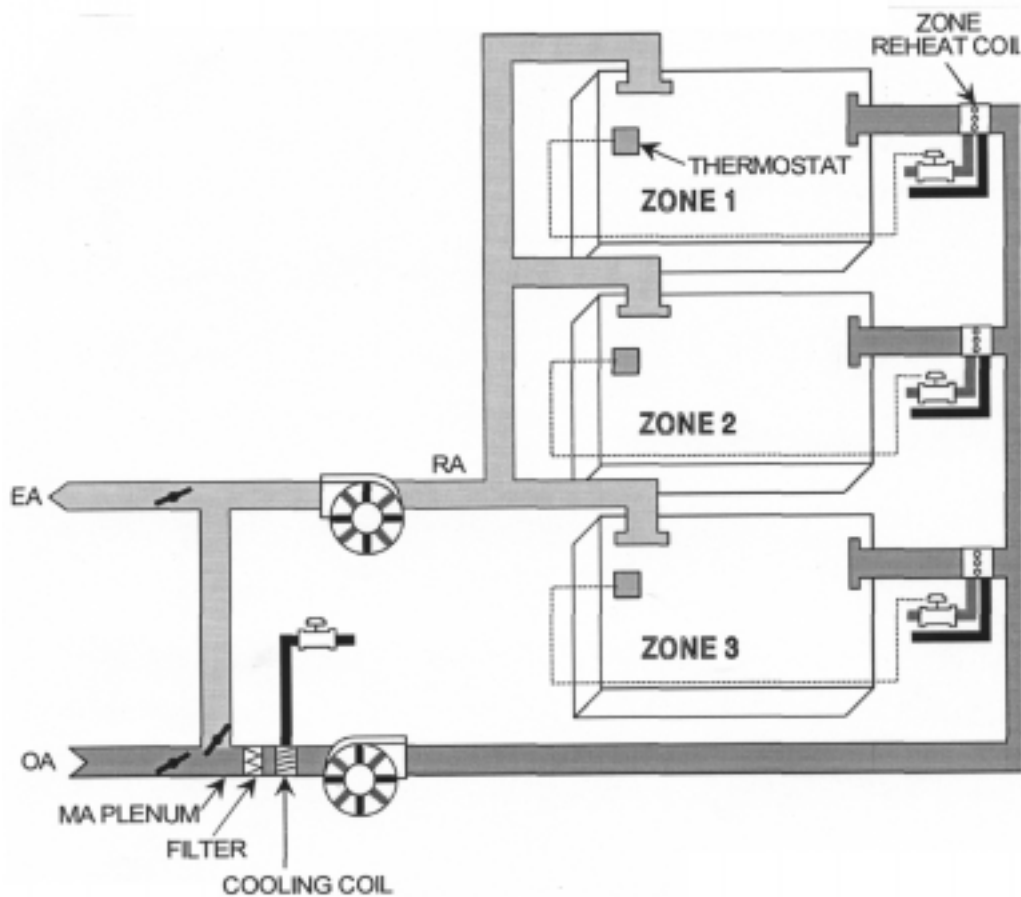 ZONE
REHEAT COIL
THERMOSTAT
ZONE 1
ZONE 2
RA
EA
ZONE 3
OA
MA PLENUM
FILTER
COOLING COIL